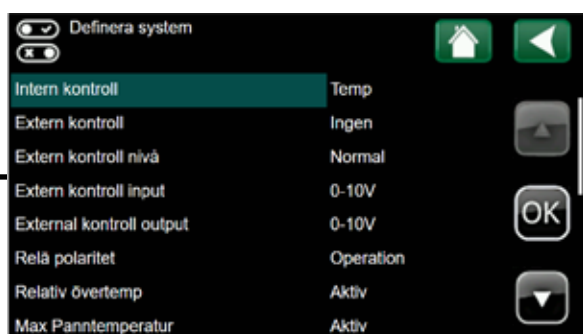 Definera system
Intern kontroll Temp
Extern kontroll Ingen
Extern kontroll nivå Normal
Extern kontroll input 0-10V
External kontroll output 0-10V
OK
Relä polaritet Operation
Relativ övertemp Aktiv
Max Panntemperatur Aktiv